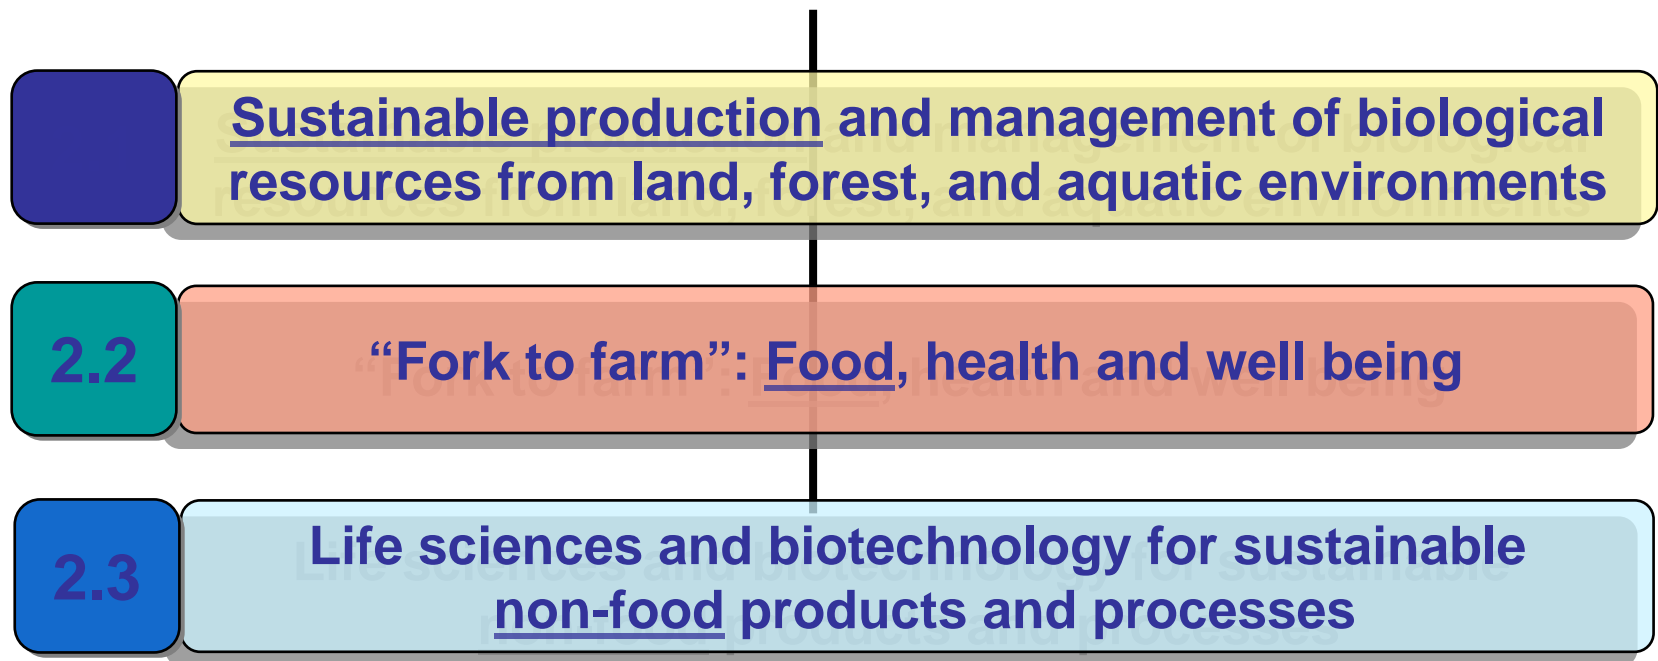 Sustainable production and management of biological
resources from land, forest, and aquatic environments
2.2
“Fork to farm”: Food, health and well being
2.3
Life sciences and biotechnology for sustainable
non-food products and processes